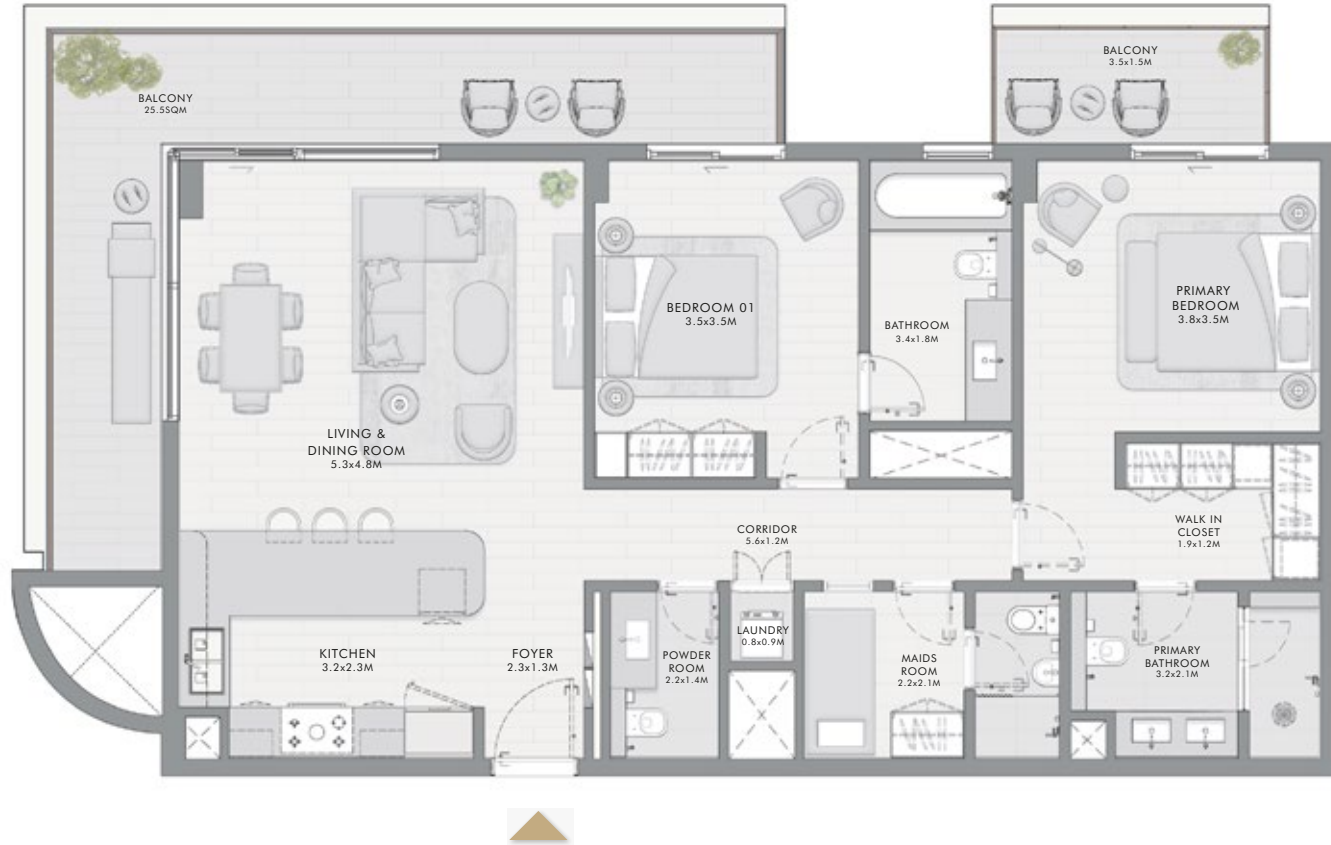 BALCONY
25.5SQM
BALCONY
3.5x1.5M
BEDROOM 01
3.5x3.5M
BATHROOM
3.4x1.8M
PRIMARY
BEDROOM
3.8x3.5M
LIVING &
DINING ROOM
5.3x4.8M
CORRIDOR
5.6x1.2M
WALK IN
CLOSET
1.9x1.2M
KITCHEN
3.2x2.3M
FOYER
2.3x1.3M
POWDER
ROOM
2.2x1.4M
LAUNDRY
0.8x0.9M
MAIDS
ROOM
2.2x2.1M
PRIMARY
BATHROOM
3.2x2.1M